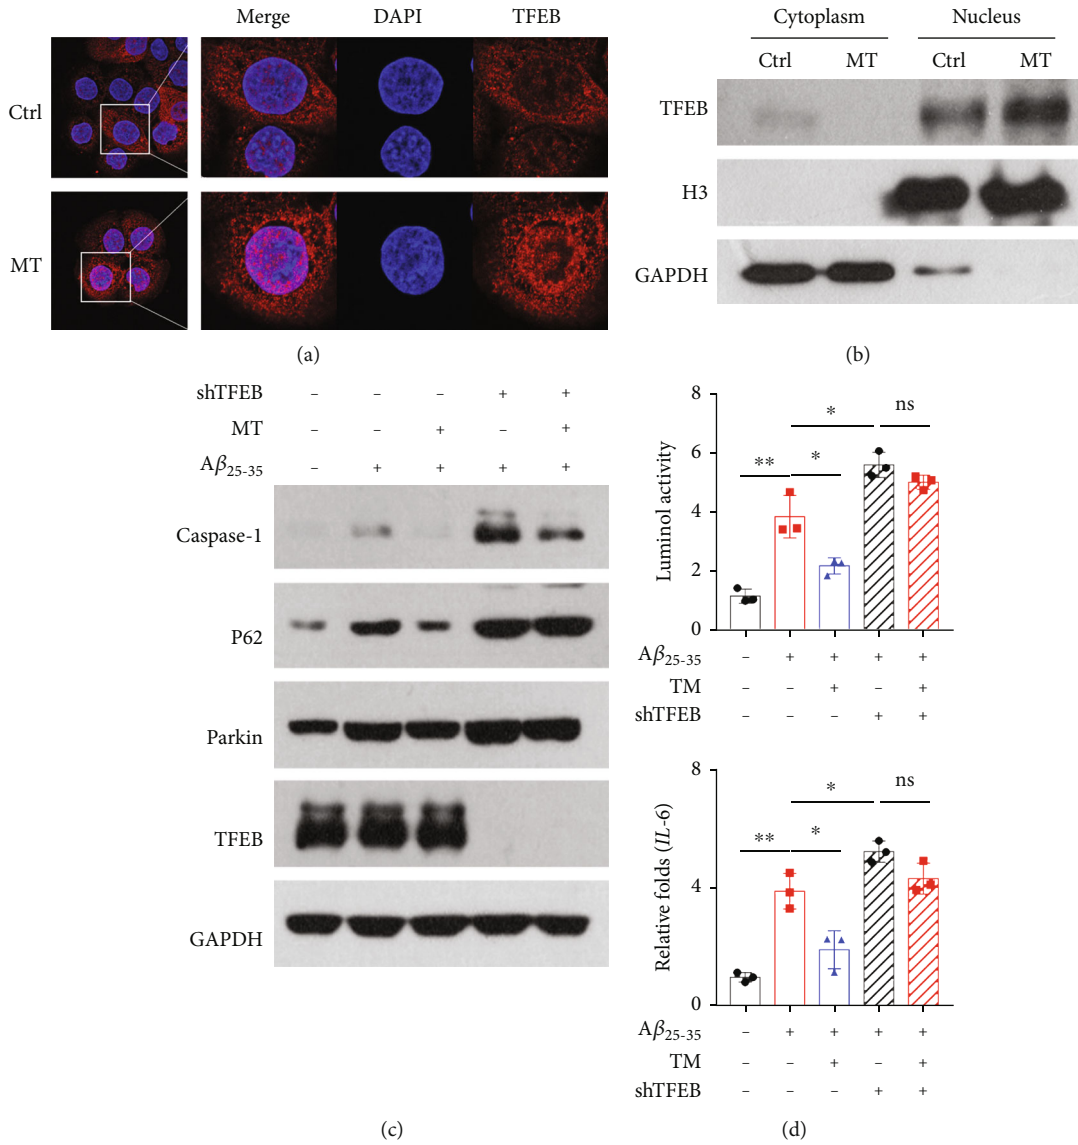 Merge DAPI TFEB
Ctrl
MT
(a)
Cytoplasm Nucleus
Ctrl MT Ctrl MT
TFEB
H3
GAPDH
(b)
shTFEB – – – + +
MT – – + – +
Aβ25-35 – + + + +
Caspase-1
P62
Parkin
TFEB
GAPDH
(c)
8
6
4
2
0
Luminol activity
** * * ns
Aβ25-35 – + + + +
TM – – + – +
shTFEB – – – + +
8
4
0
Relative folds (IL-6)
** * * ns
Aβ25-35 – + + + +
TM – – + – +
shTFEB – – – + +
(d)